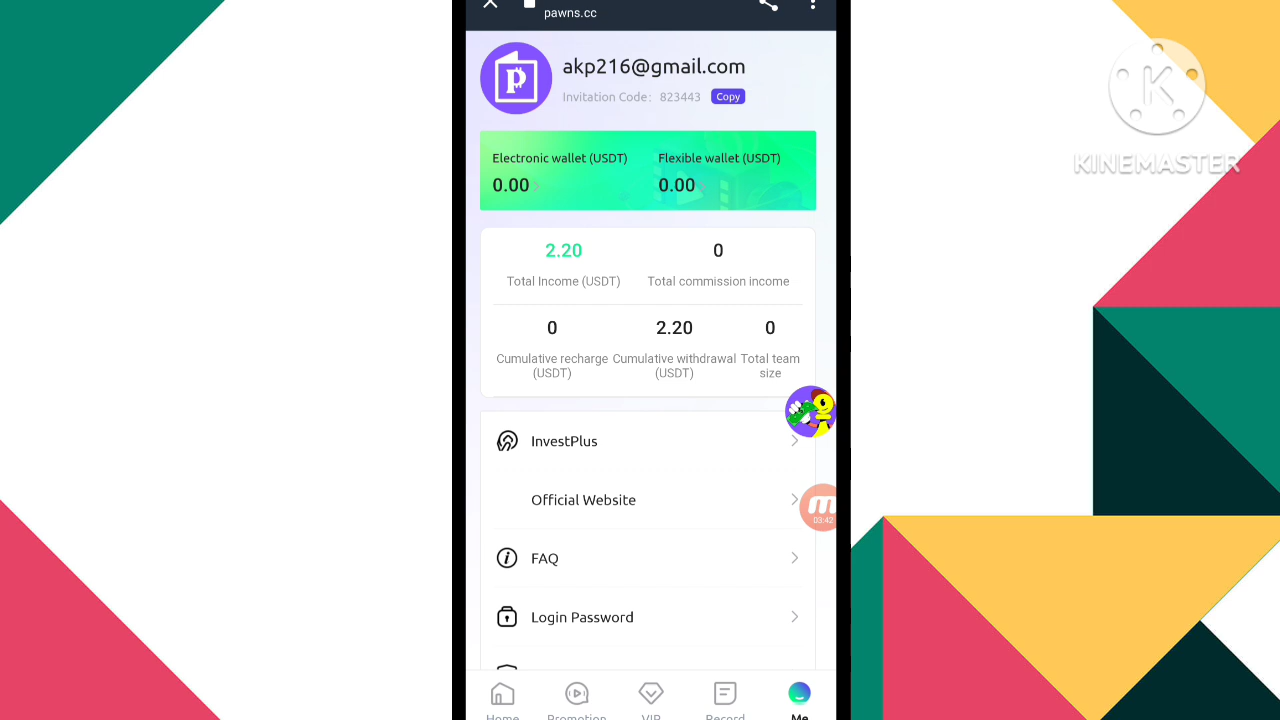 pawns.cc
akp216@gmail.com
Invitation Code: 823443 Copy
Electronic wallet (USDT) Flexible wallet (USDT)
0.00 0.00
2.20 0
Total Income (USDT) Total commission income
0 2.20 0
Cumulative recharge Cumulative withdrawal Total team
(USDT) (USDT) size
InvestPlus
Official Website
03:42
FAQ
Login Password
Home Promotion VIP Record Me
K
KINEMASTER